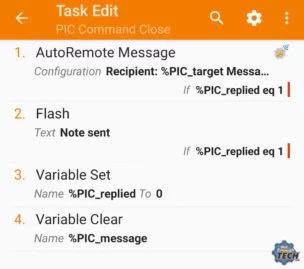 Task Edit
PIC Command Close
1. AutoRemote Message
Configuration Recipient: %PIC_target Messa...
If %PIC_replied eq 1
2. Flash
Text Note sent
If %PIC_replied eq 1
3. Variable Set
Name %PIC_replied To 0
4. Variable Clear
Name %PIC_message
TECH